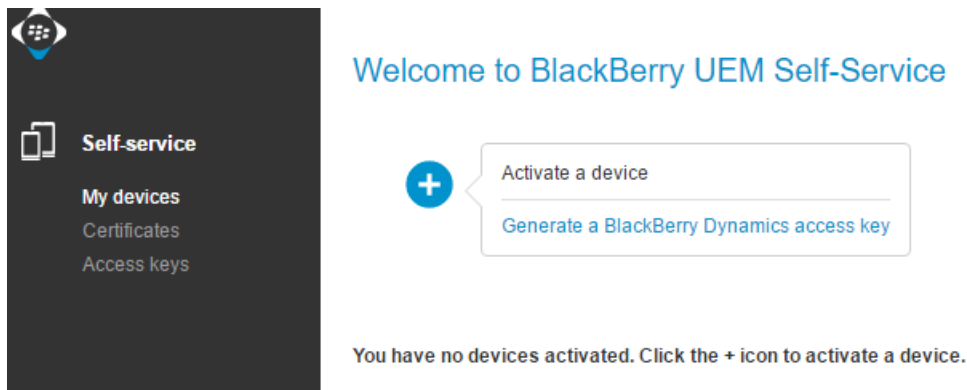 Self-service
My devices
Certificates
Access keys
Welcome to BlackBerry UEM Self-Service
Activate a device
Generate a BlackBerry Dynamics access key
You have no devices activated. Click the + icon to activate a device.